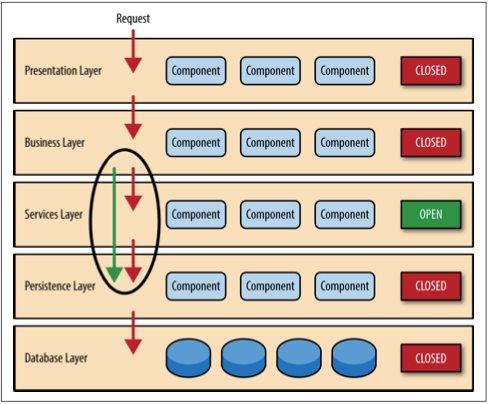 Request
Presentation Layer Component Component Component CLOSED
Business Layer Component Component Component CLOSED
Services Layer Component Component Component OPEN
Persistence Layer Component Component Component CLOSED
Database Layer CLOSED